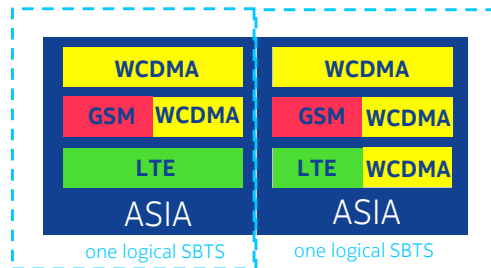 WCDMA
GSM WCDMA
LTE
ASIA
one logical SBTS
WCDMA
GSM WCDMA
LTE WCDMA
ASIA
one logical SBTS